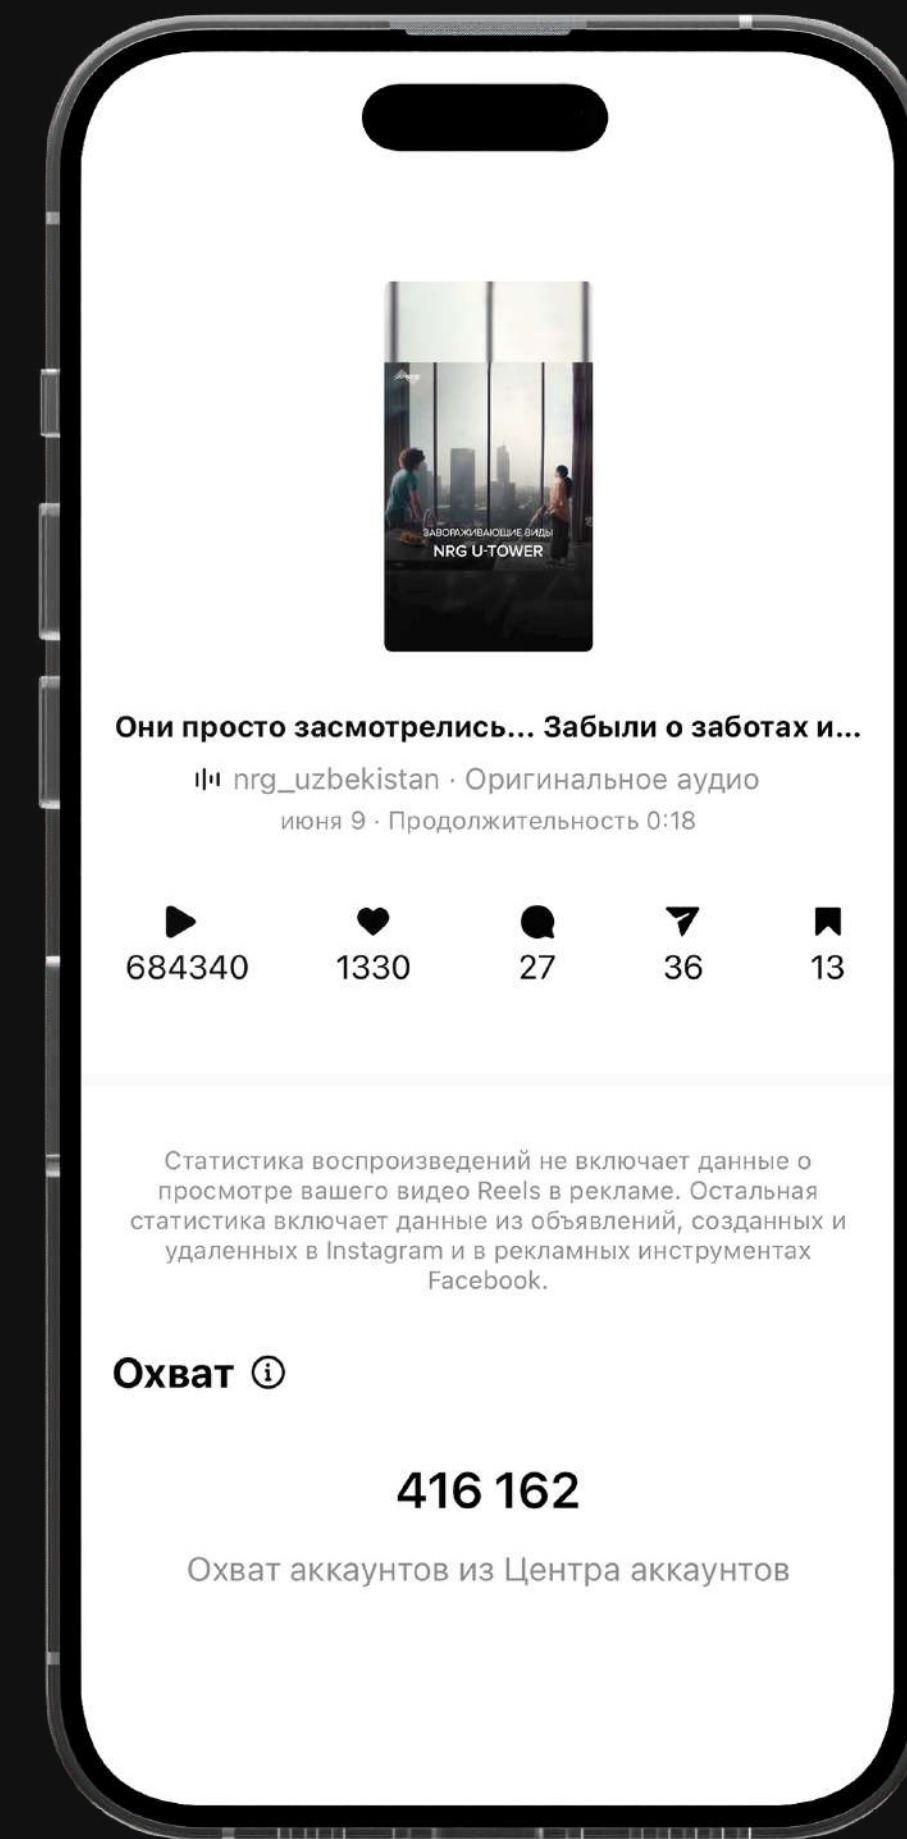 ЗАВОРАЖИВАЮЩИЕ ВИДЫ
NRG U-TOWER
Они просто засмотрелись... Забыли о заботах и...
nrg_uzbekistan · Оригинальное аудио
июня 9 · Продолжительность 0:18
684340 1330 27 36 13
Статистика воспроизведений не включает данные о
просмотре вашего видео Reels в рекламе. Остальная
статистика включает данные из объявлений, созданных и
удаленных в Instagram и в рекламных инструментах
Facebook.
Охват
416 162
Охват аккаунтов из Центра аккаунтов